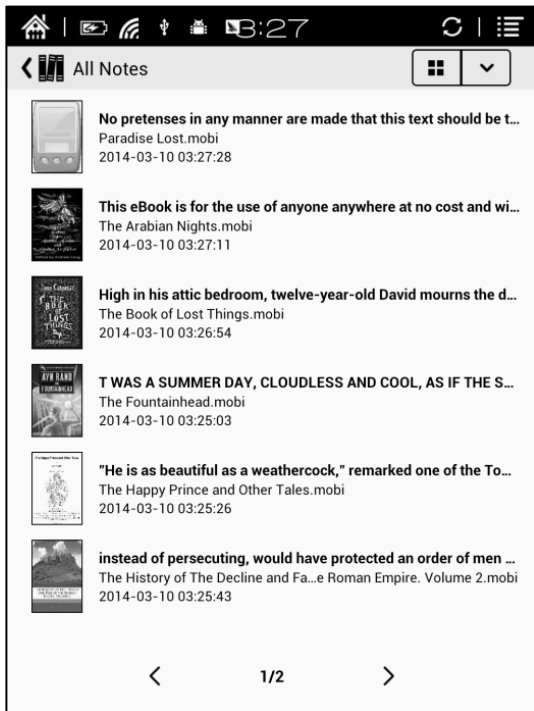 3:27
All Notes
No pretenses in any manner are made that this text should be t...
Paradise Lost.mobi
2014-03-10 03:27:28
This eBook is for the use of anyone anywhere at no cost and wi...
The Arabian Nights.mobi
2014-03-10 03:27:11
High in his attic bedroom, twelve-year-old David mourns the d...
The Book of Lost Things.mobi
2014-03-10 03:26:54
THE
BOOK
OF
LOST
THINGS
T WAS A SUMMER DAY, CLOUDLESS AND COOL, AS IF THE S...
The Fountainhead.mobi
2014-03-10 03:25:03
AYN RAND
"He is as beautiful as a weathercock," remarked one of the To...
The Happy Prince and Other Tales.mobi
2014-03-10 03:25:26
instead of persecuting, would have protected an order of men ...
The History of The Decline and Fa...e Roman Empire. Volume 2.mobi
2014-03-10 03:25:43
1/2